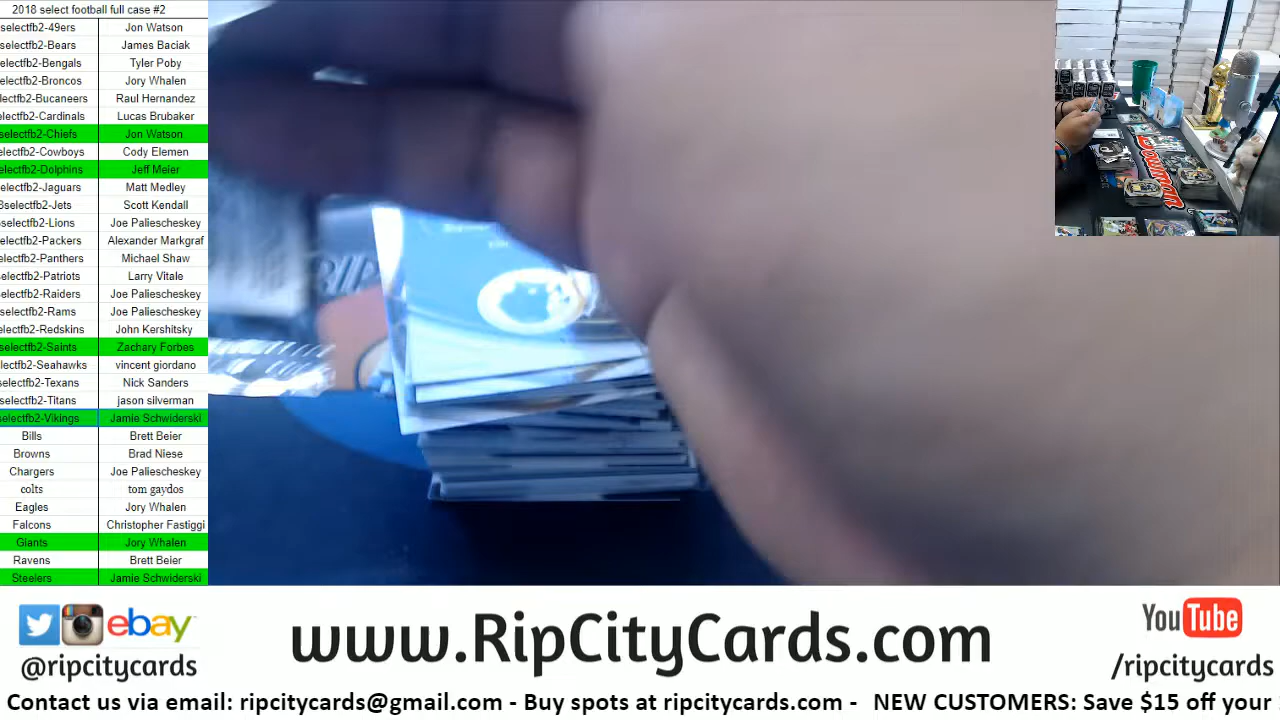 2018 select football full case #2
selectfb2-49ers Jon Watson
selectfb2-Bears James Baciak
selectfb2-Bengals Tyler Poby
electfb2-Broncos Jory Whalen
lectfb2-Bucaneers Raul Hernandez
lectfb2-Cardinals Lucas Brubaker
selectfb2-Chiefs Jon Watson
electfb2-Cowboys Cody Elemen
electfb2-Dolphins Jeff Meier
electfb2-Jaguars Matt Medley
8selectfb2-Jets Scott Kendall
selectfb2-Lions Joe Paliescheskey
electfb2-Packers Alexander Markgraf
electfb2-Panthers Michael Shaw
electfb2-Patriots Larry Vitale
electfb2-Raiders Joe Paliescheskey
selectfb2-Rams Joe Paliescheskey
electfb2-Redskins John Kershitsky
selectfb2-Saints Zachary Forbes
lectfb2-Seahawks vincent giordano
electfb2-Texans Nick Sanders
selectfb2-Titans jason silverman
selectfb2-Vikings Jamie Schwiderski
Bills Brett Beier
Browns Brad Niese
Chargers Joe Paliescheskey
colts tom gaydos
Eagles Jory Whalen
Falcons Christopher Fastiggi
Giants Jory Whalen
Ravens Brett Beier
Steelers Jamie Schwiderski
ebay
@ripcitycards
www.RipCityCards.com
YouTube
/ripcitycards
Contact us via email: ripcitycards@gmail.com - Buy spots at ripcitycards.com - NEW CUSTOMERS: Save $15 off your